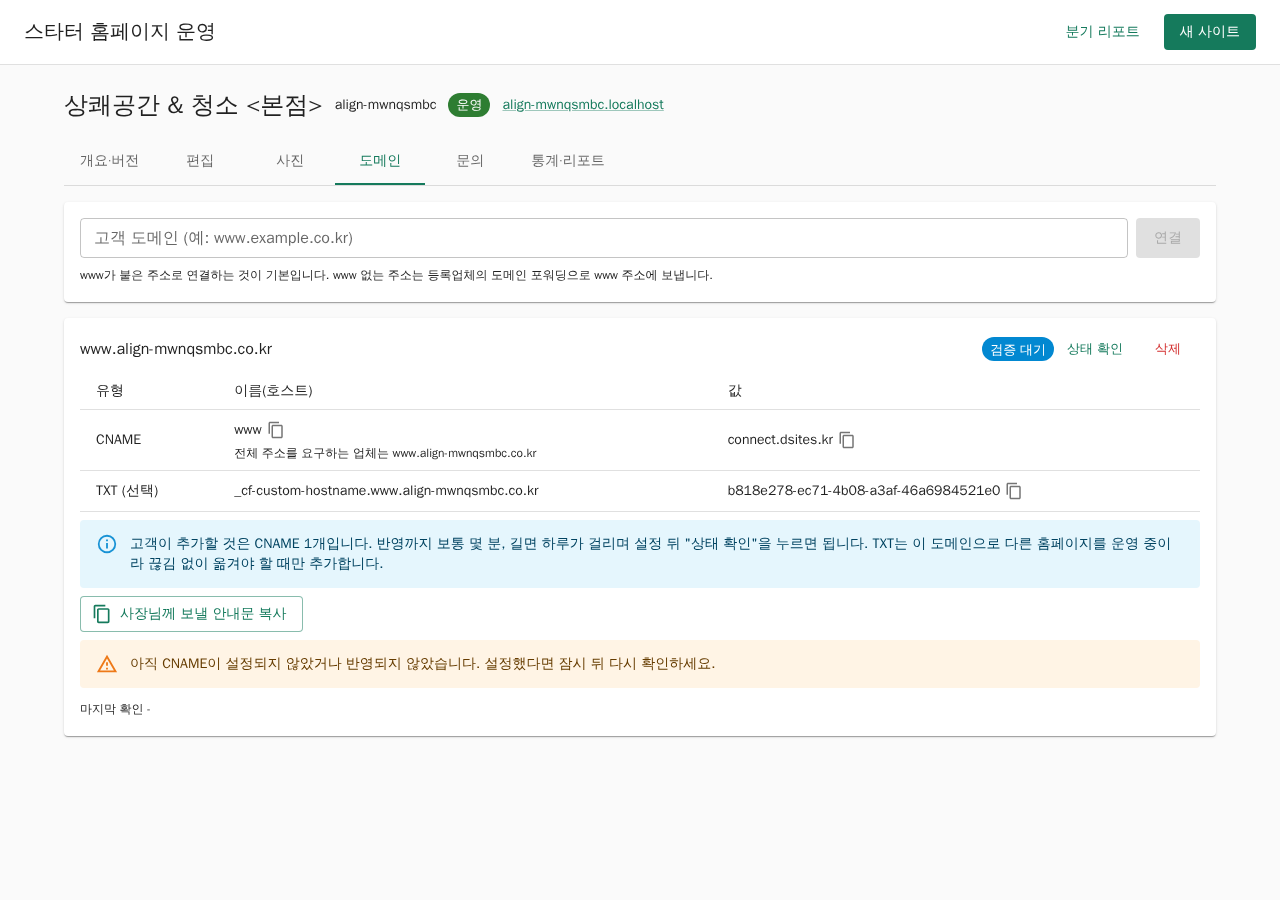 스타터 홈페이지 운영
분기 리포트
새 사이트
상쾌공간 & 청소 <본점>
align-mwnqsmbc
운영
align-mwnqsmbc.localhost
개요·버전
편집
사진
도메인
문의
통계·리포트
고객 도메인 (예: www.example.co.kr)
연결
www가 붙은 주소로 연결하는 것이 기본입니다. www 없는 주소는 등록업체의 도메인 포워딩으로 www 주소에 보냅니다.
www.align-mwnqsmbc.co.kr
검증 대기
상태 확인
삭제
유형
이름(호스트)
값
CNAME
www
전체 주소를 요구하는 업체는 www.align-mwnqsmbc.co.kr
connect.dsites.kr
TXT (선택)
_cf-custom-hostname.www.align-mwnqsmbc.co.kr
b818e278-ec71-4b08-a3af-46a6984521e0
고객이 추가할 것은 CNAME 1개입니다. 반영까지 보통 몇 분, 길면 하루가 걸리며 설정 뒤 "상태 확인"을 누르면 됩니다. TXT는 이 도메인으로 다른 홈페이지를 운영 중이
라 끊김 없이 옮겨야 할 때만 추가합니다.
사장님께 보낼 안내문 복사
아직 CNAME이 설정되지 않았거나 반영되지 않았습니다. 설정했다면 잠시 뒤 다시 확인하세요.
마지막 확인 -